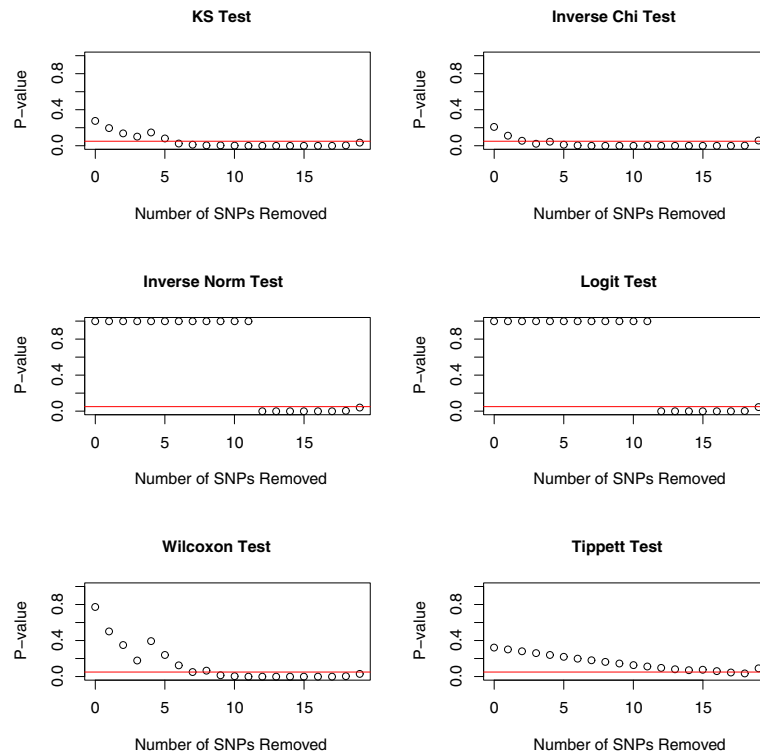 KS Test
P−value
0.0 0.4 0.8
0 5 10 15
Number of SNPs Removed
Inverse Chi Test
P−value
0.0 0.4 0.8
0 5 10 15
Number of SNPs Removed
Inverse Norm Test
P−value
0.0 0.4 0.8
0 5 10 15
Number of SNPs Removed
Logit Test
P−value
0.0 0.4 0.8
0 5 10 15
Number of SNPs Removed
Wilcoxon Test
P−value
0.0 0.4 0.8
0 5 10 15
Number of SNPs Removed
Tippett Test
P−value
0.0 0.4 0.8
0 5 10 15
Number of SNPs Removed